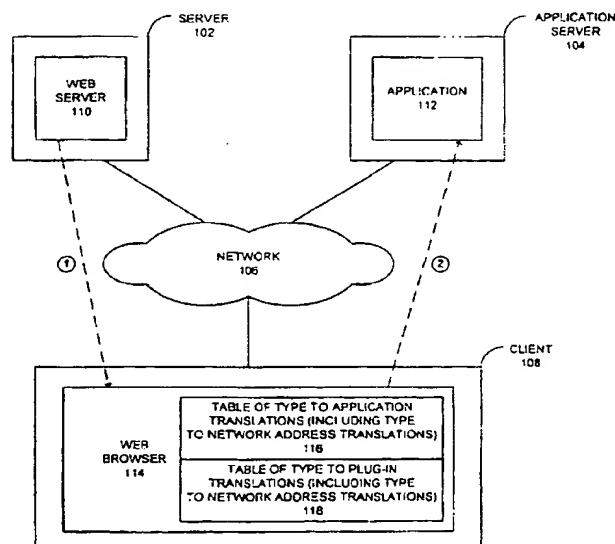 SERVER
102
APPLICATION
SERVER
104
WEB
SERVER
110
APPLICATION
112
1
NETWORK
106
2
CLIENT
108
WEB
BROWSER
114
TABLE OF TYPE TO APPLICATION
TRANSLATIONS (INCLUDING TYPE
TO NETWORK ADDRESS TRANSLATIONS)
116
TABLE OF TYPE TO PLUG-IN
TRANSLATIONS (INCLUDING TYPE
TO NETWORK ADDRESS TRANSLATIONS)
118